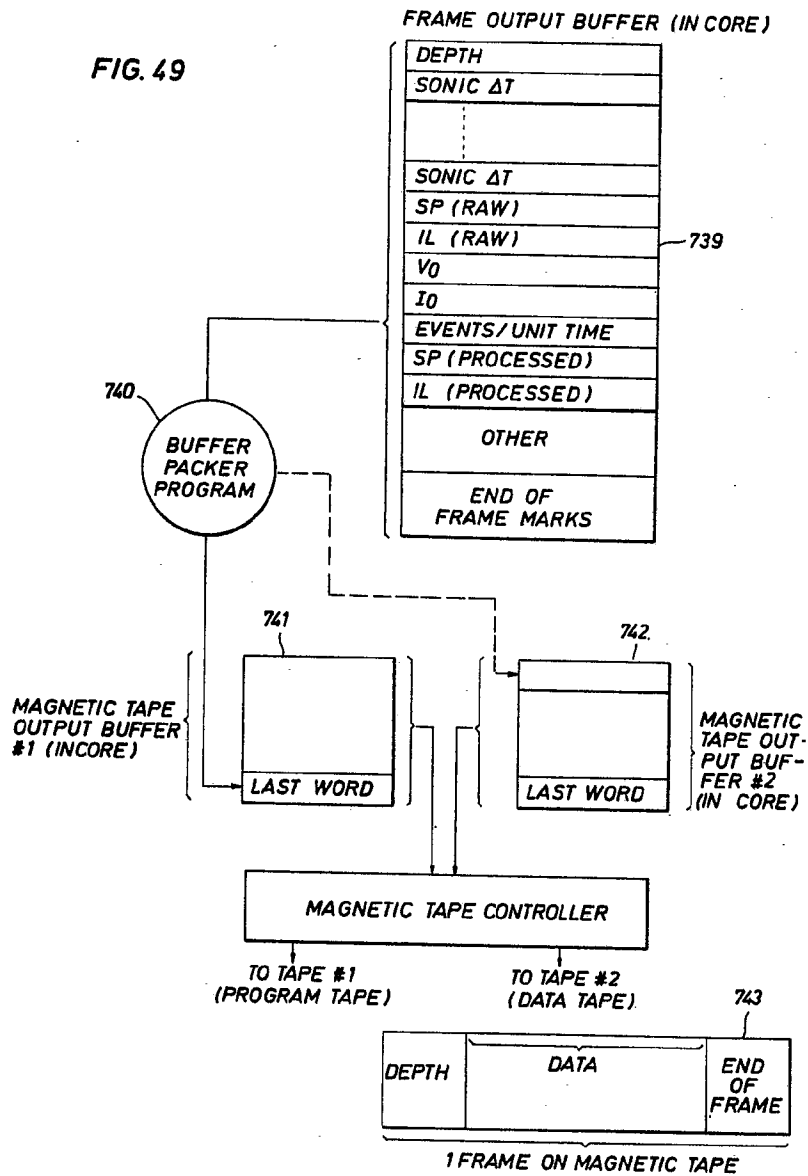 FRAME OUTPUT BUFFER (IN CORE)
FIG. 49
DEPTH
SONIC ΔT
SONIC ΔT
SP (RAW)
IL (RAW)
739
VO
IO
EVENTS/UNIT TIME
SP (PROCESSED)
IL (PROCESSED)
OTHER
END OF
FRAME MARKS
740
BUFFER
PACKER
PROGRAM
741
742
MAGNETIC TAPE
OUTPUT BUFFER
#1 (INCORE)
LAST WORD
LAST WORD
MAGNETIC
TAPE OUT-
PUT BUF-
FER #2
(IN CORE)
MAGNETIC TAPE CONTROLLER
TO TAPE #1
(PROGRAM TAPE)
TO TAPE #2
(DATA TAPE)
743
DEPTH
DATA
END
OF
FRAME
1 FRAME ON MAGNETIC TAPE